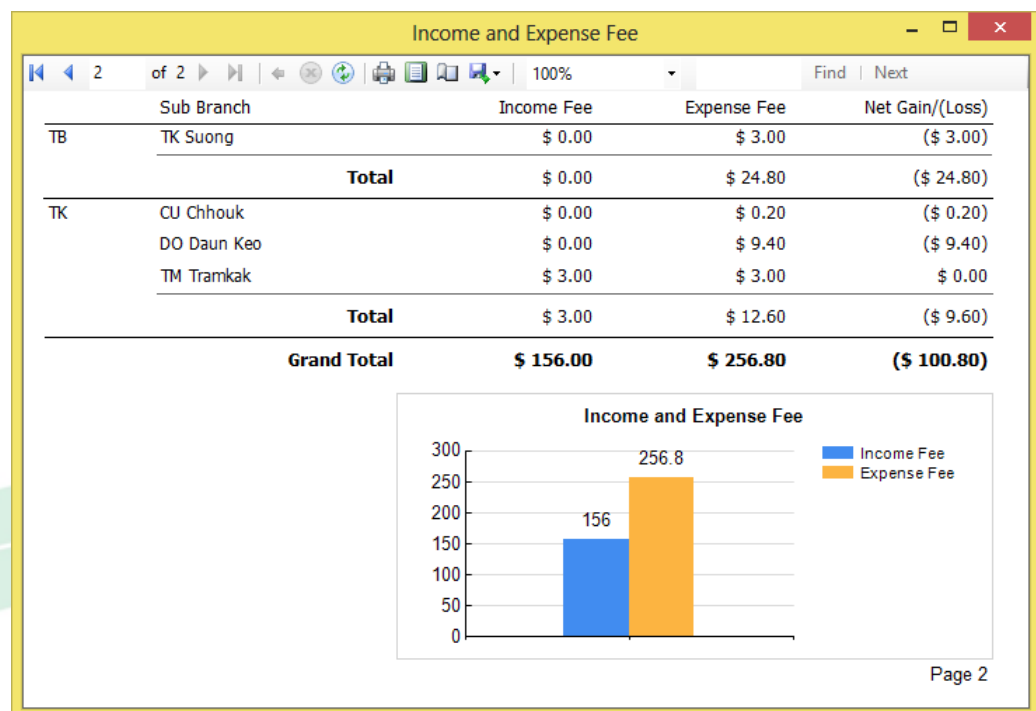 Income and Expense Fee
2 of 2 100% Find | Next
Sub Branch Income Fee Expense Fee Net Gain/(Loss)
TB TK Suong $ 0.00 $ 3.00 ($ 3.00)
Total $ 0.00 $ 24.80 ($ 24.80)
TK CU Chhouk $ 0.00 $ 0.20 ($ 0.20)
DO Daun Keo $ 0.00 $ 9.40 ($ 9.40)
TM Tramkak $ 3.00 $ 3.00 $ 0.00
Total $ 3.00 $ 12.60 ($ 9.60)
Grand Total $ 156.00 $ 256.80 ($ 100.80)
Income and Expense Fee
300
250
200
150
100
50
0
156
256.8
Income Fee
Expense Fee
Page 2